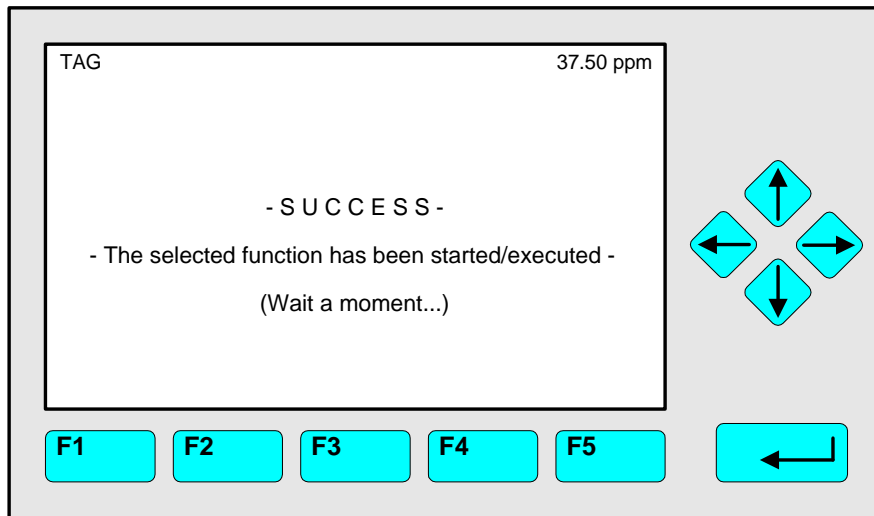 TAG 37.50 ppm
- S U C C E S S -
- The selected function has been started/executed -
(Wait a moment...)
F1 F2 F3 F4 F5